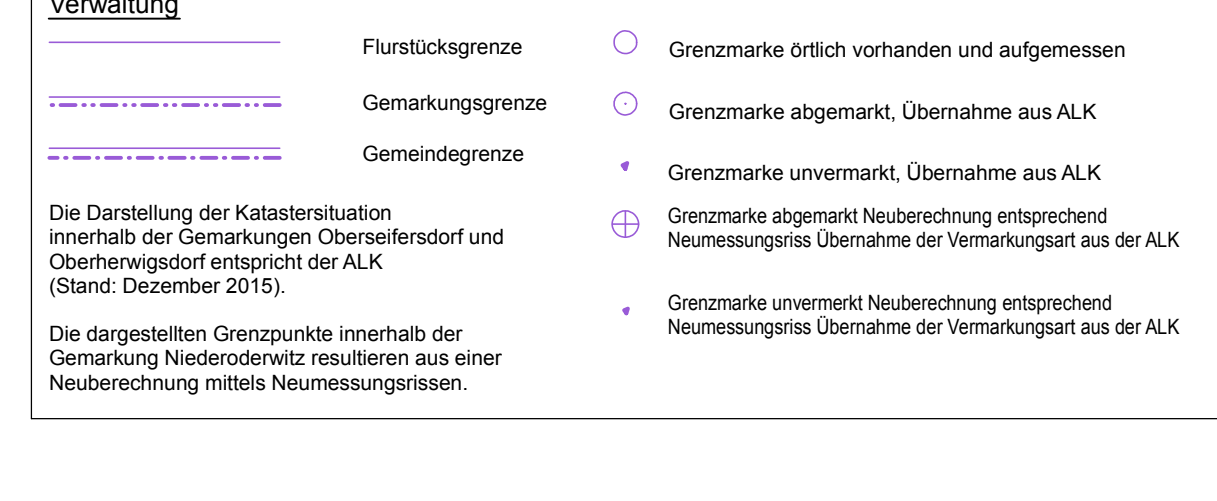 Verwaltung
Flurstücksgrenze
Gemarkungsgrenze
Gemeindegrenze
Die Darstellung der Katastersituation
innerhalb der Gemarkungen Oberseifersdorf und
Oberherwigsdorf entspricht der ALK
(Stand: Dezember 2015).
Die dargestellten Grenzpunkte innerhalb der
Gemarkung Niederoderwitz resultieren aus einer
Neuberechnung mittels Neumessungsrissen.
Grenzmarke örtlich vorhanden und aufgemessen
Grenzmarke abgemarkt, Übernahme aus ALK
Grenzmarke unvermarkt, Übernahme aus ALK
Grenzmarke abgemarkt Neuberechnung entsprechend
Neumessungsriss Übernahme der Vermarkungsart aus der ALK
Grenzmarke unvermerkt Neuberechnung entsprechend
Neumessungsriss Übernahme der Vermarkungsart aus der ALK